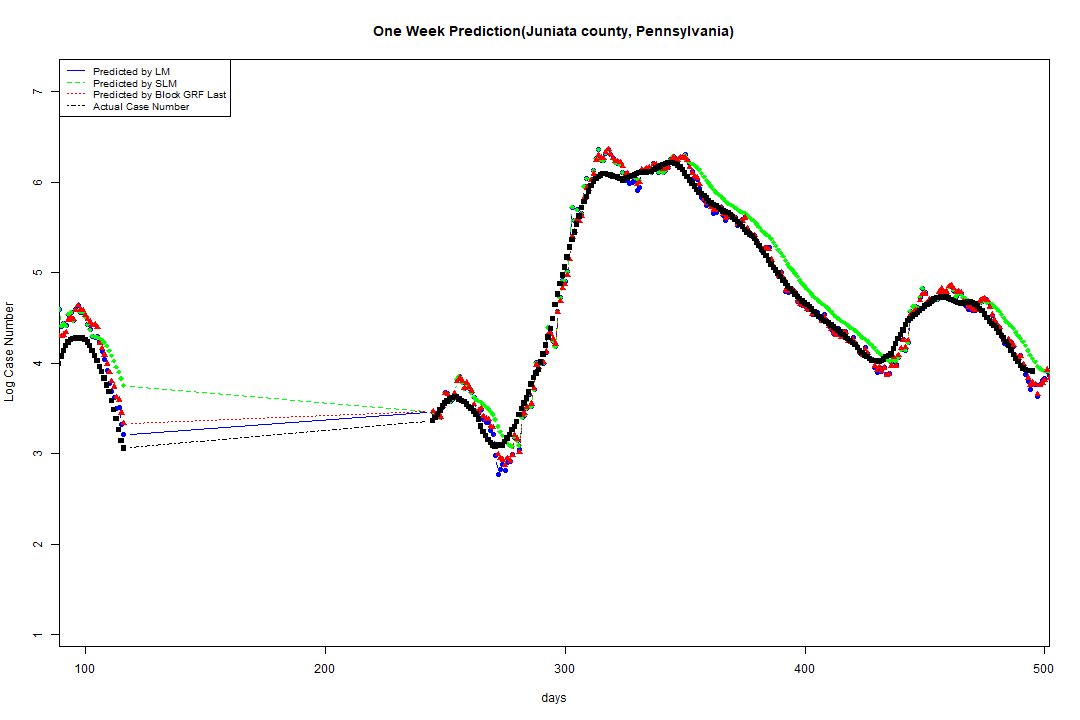 One Week Prediction(Juniata county, Pennsylvania)
Predicted by LM
Predicted by SLM
Predicted by Block GRF Last
Actual Case Number
Log Case Number
7
6
5
4
3
2
1
100 200 300 400 500
days